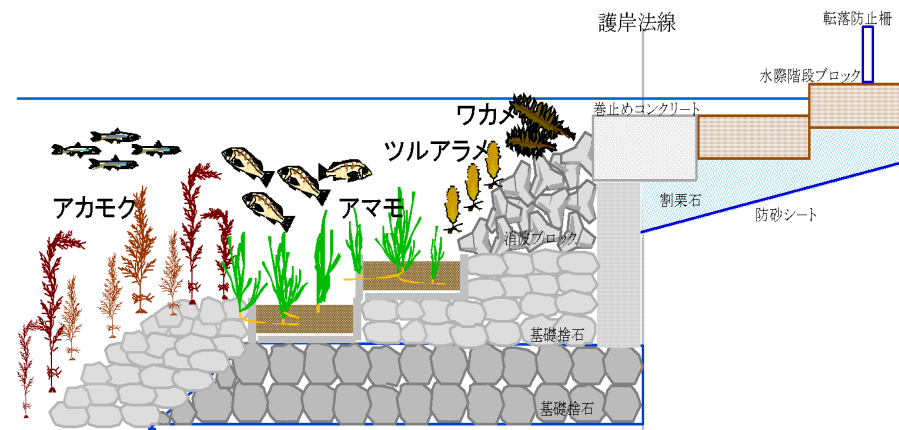 護岸法線
転落防止柵
水際階段ブロック
巻止めコンクリート
ワカメ
ツルアラメ
アカモク
アマモ
割栗石
防砂シート
消波ブロック
基礎捨石
基礎捨石